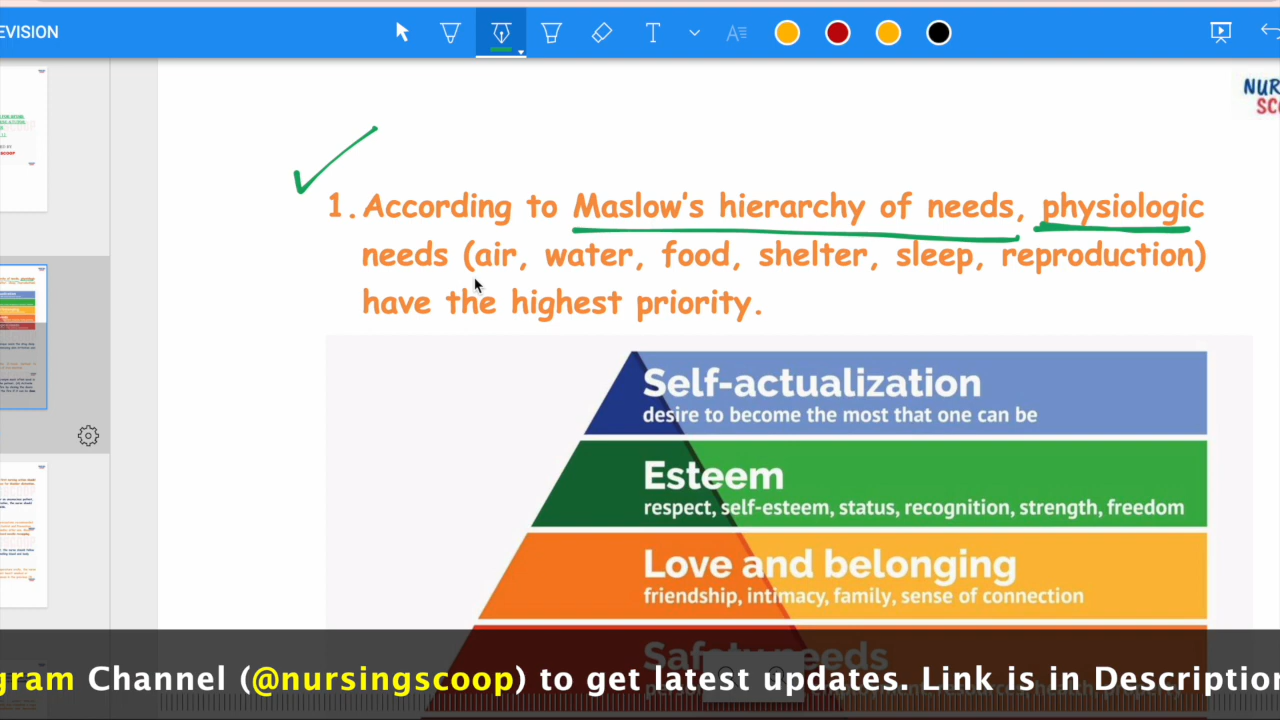 EVISION
T
A
NUR
SC
1. According to Maslow's hierarchy of needs, physiologic
needs (air, water, food, shelter, sleep, reproduction)
have the highest priority.
Self-actualization
desire to become the most that one can be
Esteem
respect, self-esteem, status, recognition, strength, freedom
Love and belonging
friendship, intimacy, family, sense of connection
Safety needs
gram Channel (@nursingscoop) to get latest updates. Link is in Description